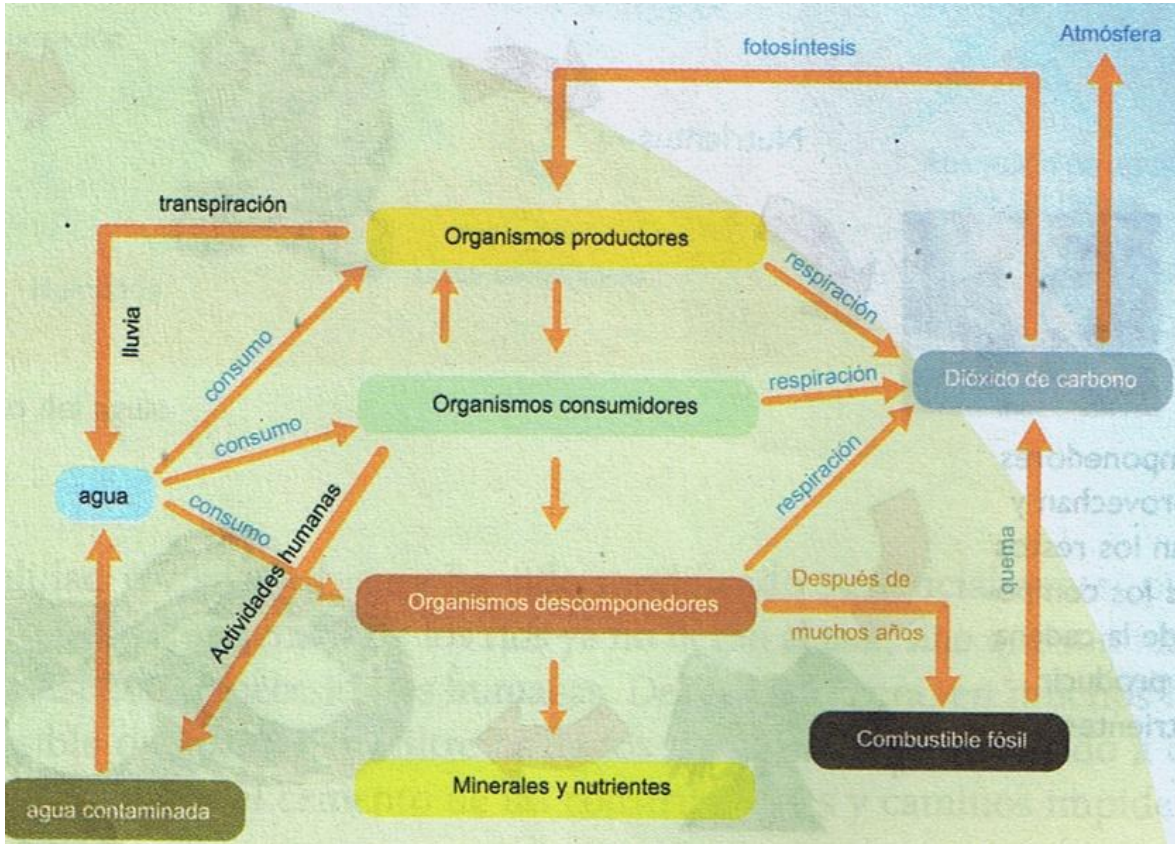 fotosíntesis
Atmósfera
transpiración
Organismos productores
respiración
lluvia
consumo
Dióxido de carbono
respiración
Organismos consumidores
consumo
agua
consumo
respiración
Actividades humanas
quema
Organismos descomponedores
Después de
muchos años
Combustible fósil
Minerales y nutrientes
agua contaminada